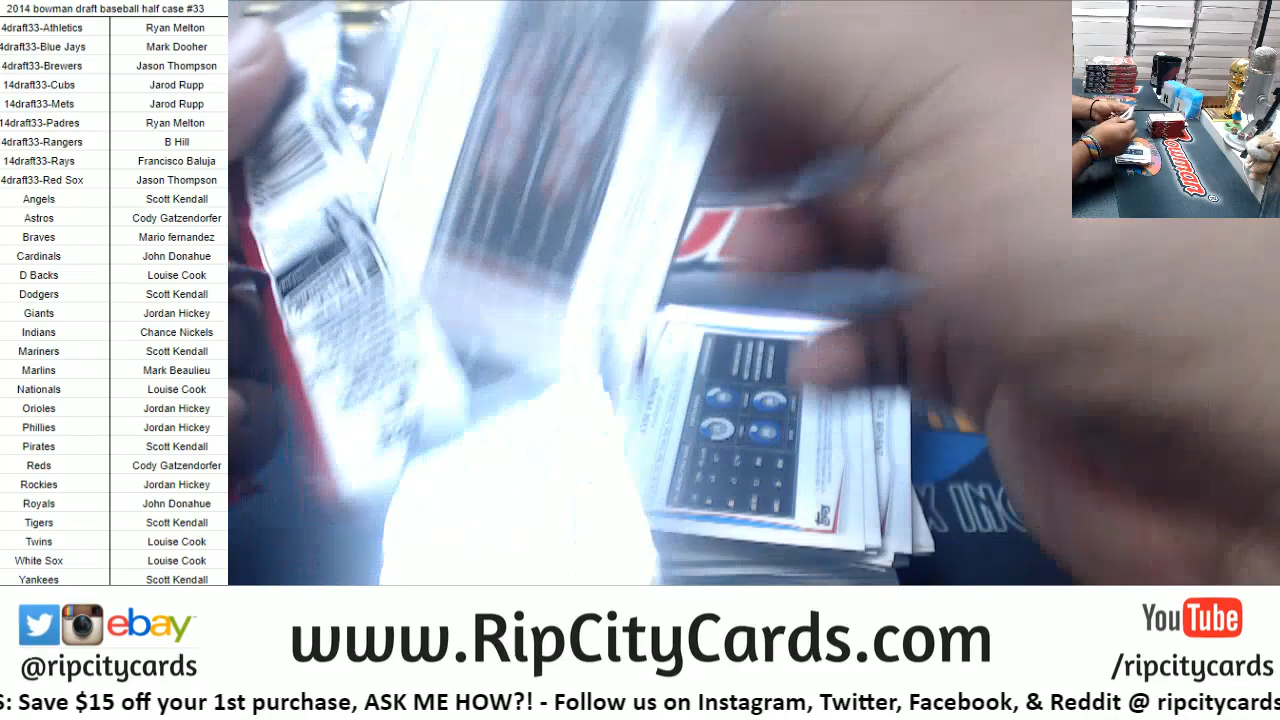 2014 bowman draft baseball half case #33
4draft33-Athletics Ryan Melton
4draft33-Blue Jays Mark Dooher
4draft33-Brewers Jason Thompson
14draft33-Cubs Jarod Rupp
14draft33-Mets Jarod Rupp
14draft33-Padres Ryan Melton
4draft33-Rangers B Hill
14draft33-Rays Francisco Baluja
4draft33-Red Sox Jason Thompson
Angels Scott Kendall
Astros Cody Gatzendorfer
Braves Mario fernandez
Cardinals John Donahue
D Backs Louise Cook
Dodgers Scott Kendall
Giants Jordan Hickey
Indians Chance Nickels
Mariners Scott Kendall
Marlins Mark Beaulieu
Nationals Louise Cook
Orioles Jordan Hickey
Phillies Jordan Hickey
Pirates Scott Kendall
Reds Cody Gatzendorfer
Rockies Jordan Hickey
Royals John Donahue
Tigers Scott Kendall
Twins Louise Cook
White Sox Louise Cook
Yankees Scott Kendall
Bowman
Topps
ebay
@ripcitycards
www.RipCityCards.com
YouTube
/ripcitycards
S: Save $15 off your 1st purchase, ASK ME HOW?! - Follow us on Instagram, Twitter, Facebook, & Reddit @ ripcitycards